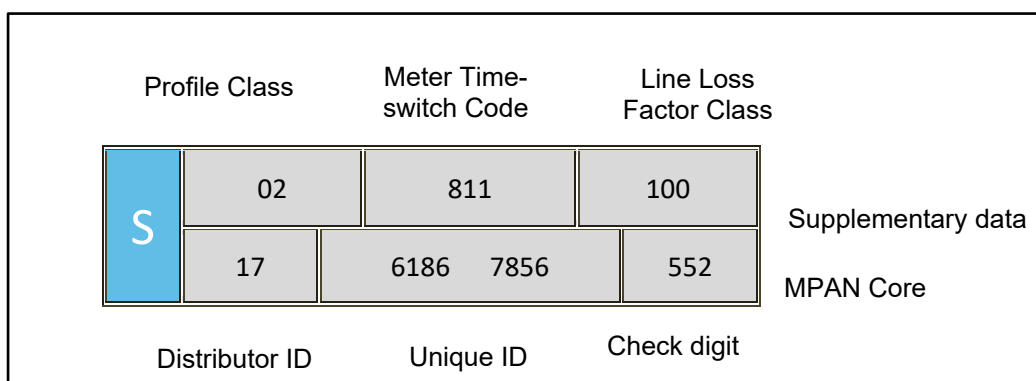 Profile Class
Meter Time-
switch Code
Line Loss
Factor Class
S
02
811
100
Supplementary data
17
6186 7856
552
MPAN Core
Distributor ID
Unique ID
Check digit